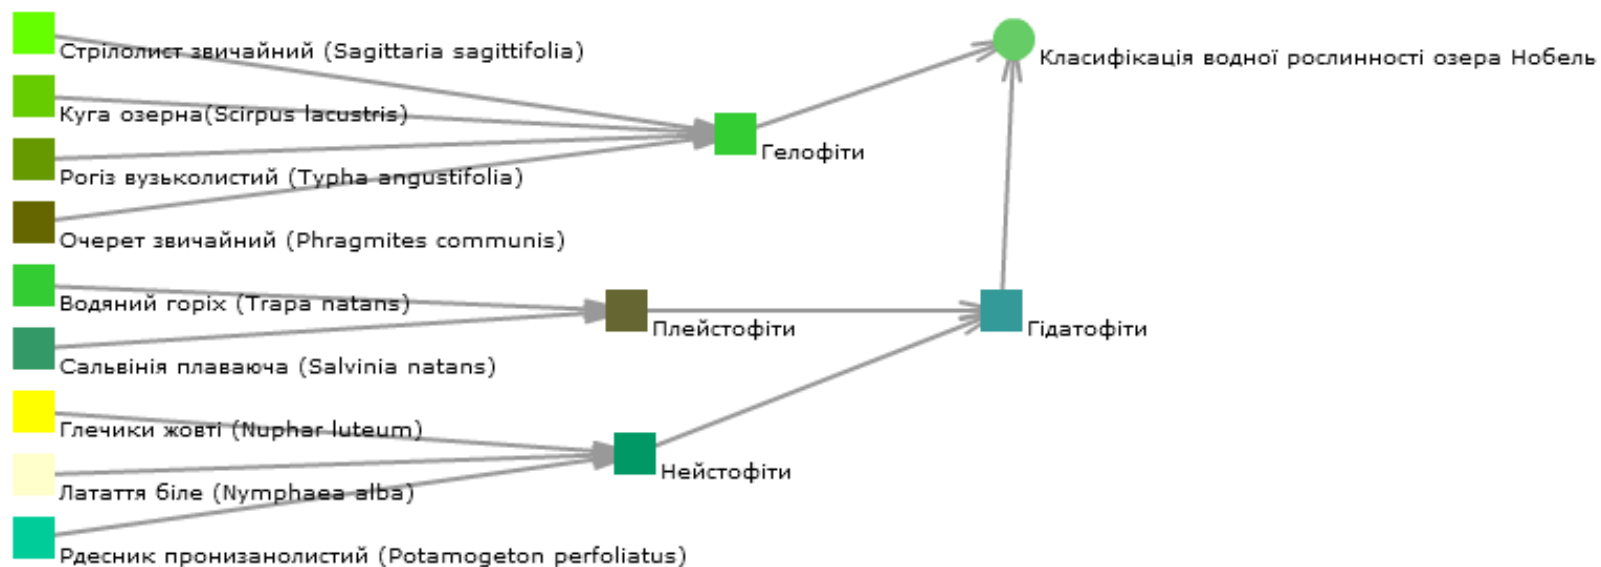 Стрілолист звичайний (Sagittaria sagittifolia)
Класифікація водної рослинності озера Нобель
Куга озерна(Scirpus lacustris)
Гелофіти
Рогіз вузьколистий (Typha angustifolia)
Очерет звичайний (Phragmites communis)
Водяний горіх (Trapa natans)
Плейстофіти
Гідатофіти
Сальвінія плаваюча (Salvinia natans)
Глечики жовті (Nuphar luteum)
Нейстофіти
Латаття біле (Nymphaea alba)
Рдесник пронизанолистий (Potamogeton perfoliatus)